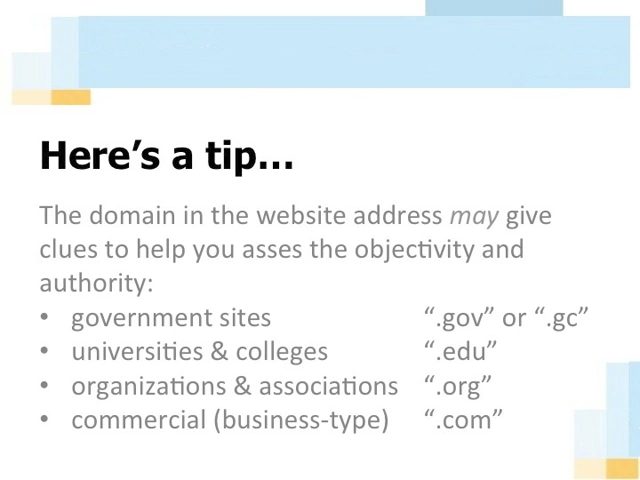 Here’s a tip…
The domain in the website address may give
clues to help you asses the objectivity and
authority:
• government sites “.gov” or “.gc”
• universities & colleges “.edu”
• organizations & associations “.org”
• commercial (business-type) “.com”